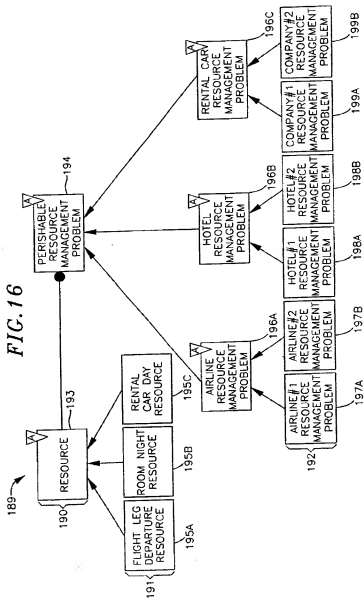 FIG.16
189
190
A
RESOURCE
193
A
PERISHABLE
RESOURCE
MANAGEMENT
PROBLEM
194
191
FLIGHT LEG
DEPARTURE
RESOURCE
195A
ROOM NIGHT
RESOURCE
195B
RENTAL
CAR DAY
RESOURCE
195C
A
AIRLINE
RESOURCE
MANAGEMENT
PROBLEM
196A
A
HOTEL
RESOURCE
MANAGEMENT
PROBLEM
196B
A
RENTAL CAR
RESOURCE
MANAGEMENT
PROBLEM
196C
192
AIRLINE#1
RESOURCE
MANAGEMENT
PROBLEM
197A
AIRLINE#2
RESOURCE
MANAGEMENT
PROBLEM
197B
HOTEL#1
RESOURCE
MANAGEMENT
PROBLEM
198A
HOTEL#2
RESOURCE
MANAGEMENT
PROBLEM
198B
COMPANY#1
RESOURCE
MANAGEMENT
PROBLEM
199A
COMPANY#2
RESOURCE
MANAGEMENT
PROBLEM
199B